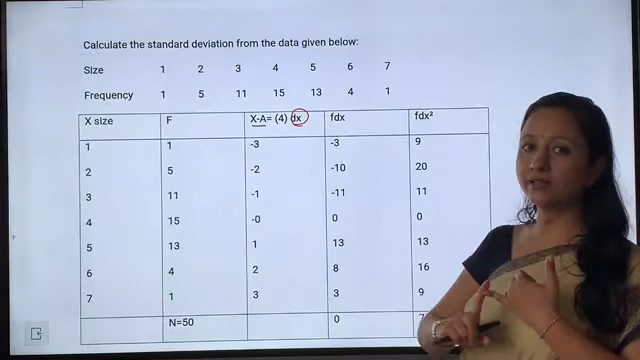 Calculate the standard deviation from the data given below:
Size 1 2 3 4 5 6 7
Frequency 1 5 11 15 13 4 1
X size F X-A= (4) dx fdx fdx²
1 1 -3 -3 9
2 5 -2 -10 20
3 11 -1 -11 11
4 15 -0 0 0
5 13 1 13 13
6 4 2 8 16
7 1 3 3 9
N=50 0